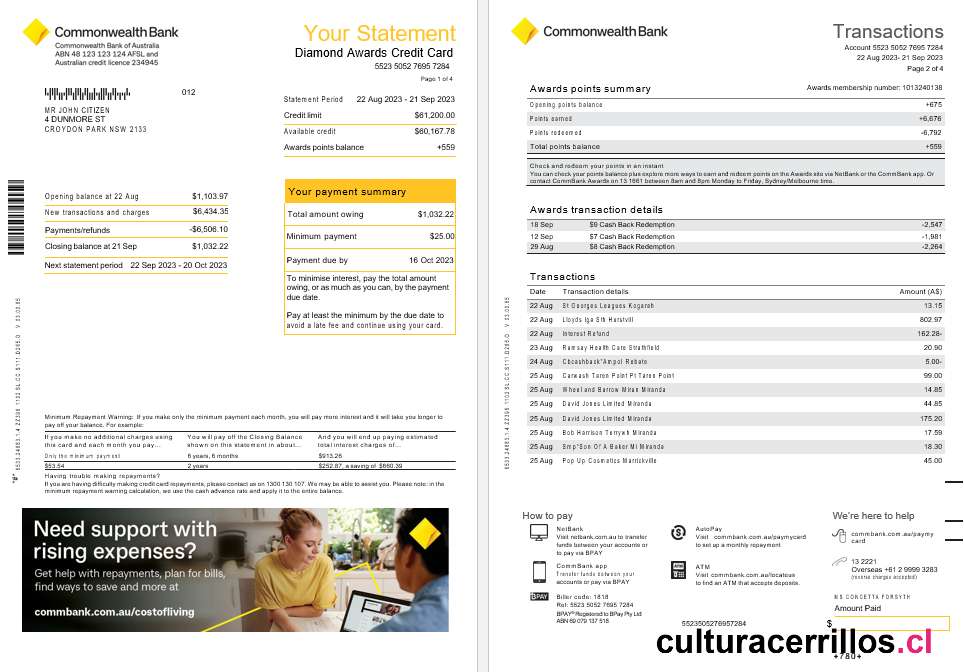 CommonwealthBank
Commonwealth Bank of Australia
ABN 48 123 123 124 AFSL and
Australian credit licence 234945
Your Statement
Diamond Awards Credit Card
5523 5052 7695 7284
Page 1 of 4
012
MR JOHN CITIZEN
4 DUNMORE ST
CROYDON PARK NSW 2133
Statement Period 22 Aug 2023 - 21 Sep 2023
Credit limit $61,200.00
Available credit $60,167.78
Awards points balance +559
Opening balance at 22 Aug $1,103.97
New transactions and charges $6,434.35
Payments/refunds -$6,506.10
Closing balance at 21 Sep $1,032.22
Next statement period 22 Sep 2023 - 20 Oct 2023
Your payment summary
Total amount owing $1,032.22
Minimum payment $25.00
Payment due by 16 Oct 2023
To minimise interest, pay the total amount
owing, or as much as you can, by the payment
due date.
Pay at least the minimum by the due date to
avoid a late fee and continue using your card.
Minimum Repayment Warning: If you make only the minimum payment each month, you will pay more interest and it will take you longer to
pay off your balance. For example:
If you make no additional charges using
this card and each month you pay...
You will pay off the Closing Balance
shown on this statement in about...
And you will end up paying estimated
total interest charges of...
Only the minimum payment 6 years, 6 months $913.26
$53.54 2 years $252.87, a saving of $660.39
Having trouble making repayments?
If you are having difficulty making credit card repayments, please contact us on 1300 130 107. We may be able to assist you. Please note: in the
minimum repayment warning calculation, we use the cash advance rate and apply it to the entire balance.
Need support with
rising expenses?
Get help with repayments, plan for bills,
find ways to save and more at
commbank.com.au/costofliving
CommonwealthBank
Transactions
Account 5523 5052 7695 7284
22 Aug 2023- 21 Sep 2023
Page 2 of 4
Awards points summary Awards membership number: 1013240138
Opening points balance +675
Points earned +6,676
Points redeemed -6,792
Total points balance +559
Check and redeem your points in an instant
You can check your points balance plus explore more ways to earn and redeem points on the Awards site via NetBank or the CommBank app. Or
contact CommBank Awards on 13 1661 between 8am and 8pm Monday to Friday, Sydney/Melbourne time.
Awards transaction details
18 Sep $9 Cash Back Redemption -2,547
12 Sep $7 Cash Back Redemption -1,981
29 Aug $8 Cash Back Redemption -2,264
Transactions
Date Transaction details Amount (A$)
22 Aug St Georges Leagues Kogarah 13.15
22 Aug Lloyds Iga Sth Hurstvill 802.97
22 Aug Interest Refund 162.28-
23 Aug Ramsay Health Care Strathfield 20.90
24 Aug Cbcashback*Ampol Rebate 5.00-
25 Aug Carwash Taren Point Pt Taren Point 99.00
25 Aug Wheel and Barrow Miran Miranda 14.85
25 Aug David Jones Limited Miranda 44.85
25 Aug David Jones Limited Miranda 175.20
25 Aug Bob Harrison Terrywh Miranda 17.59
25 Aug Smp*Son Of A Baker Mi Miranda 18.30
25 Aug Pop Up Cosmetics Marrickville 45.00
How to pay
NetBank
Visit netbank.com.au to transfer
funds between your accounts or
to pay via BPAY
CommBank app
Transfer funds between your
accounts or pay via BPAY
BPAY
Biller code: 1818
Ref: 5523 5052 7695 7284
BPAY® Registered to BPAY Pty Ltd
ABN 69 079 137 518
AutoPay
Visit commbank.com.au/paymycard
to set up a monthly repayment
ATM
ATM
Visit commbank.com.au/locateus
to find an ATM that accepts deposits
5523505276957284
We're here to help
commbank.com.au/paymy
card
13 2221
Overseas +61 2 9999 3283
(reverse charges accepted)
MS CONCETTA FORSYTH
Amount Paid
$
culturacerrillos.cl
+780+